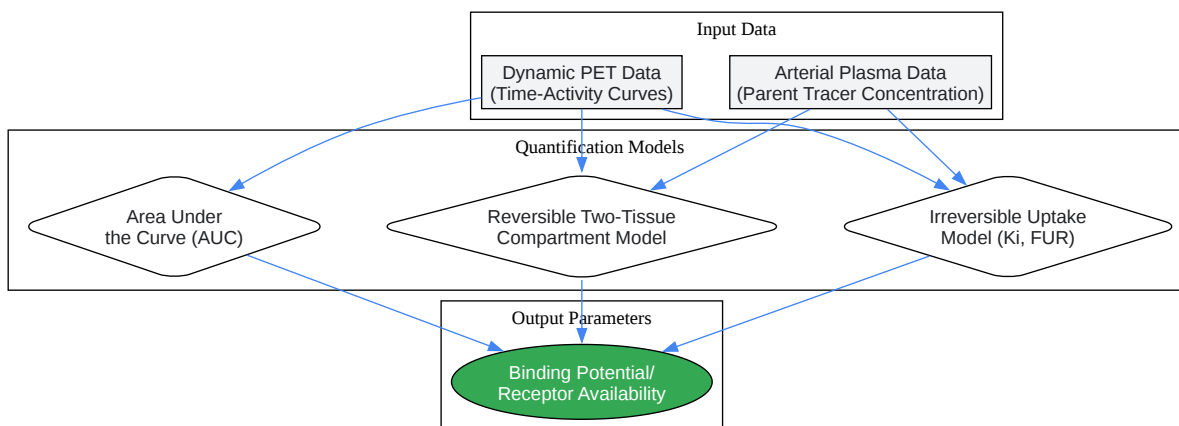 Input Data
Dynamic PET Data
(Time-Activity Curves)
Arterial Plasma Data
(Parent Tracer Concentration)
Quantification Models
Area Under
the Curve (AUC)
Reversible Two-Tissue
Compartment Model
Irreversible Uptake
Model (Ki, FUR)
Output Parameters
Binding Potential/
Receptor Availability